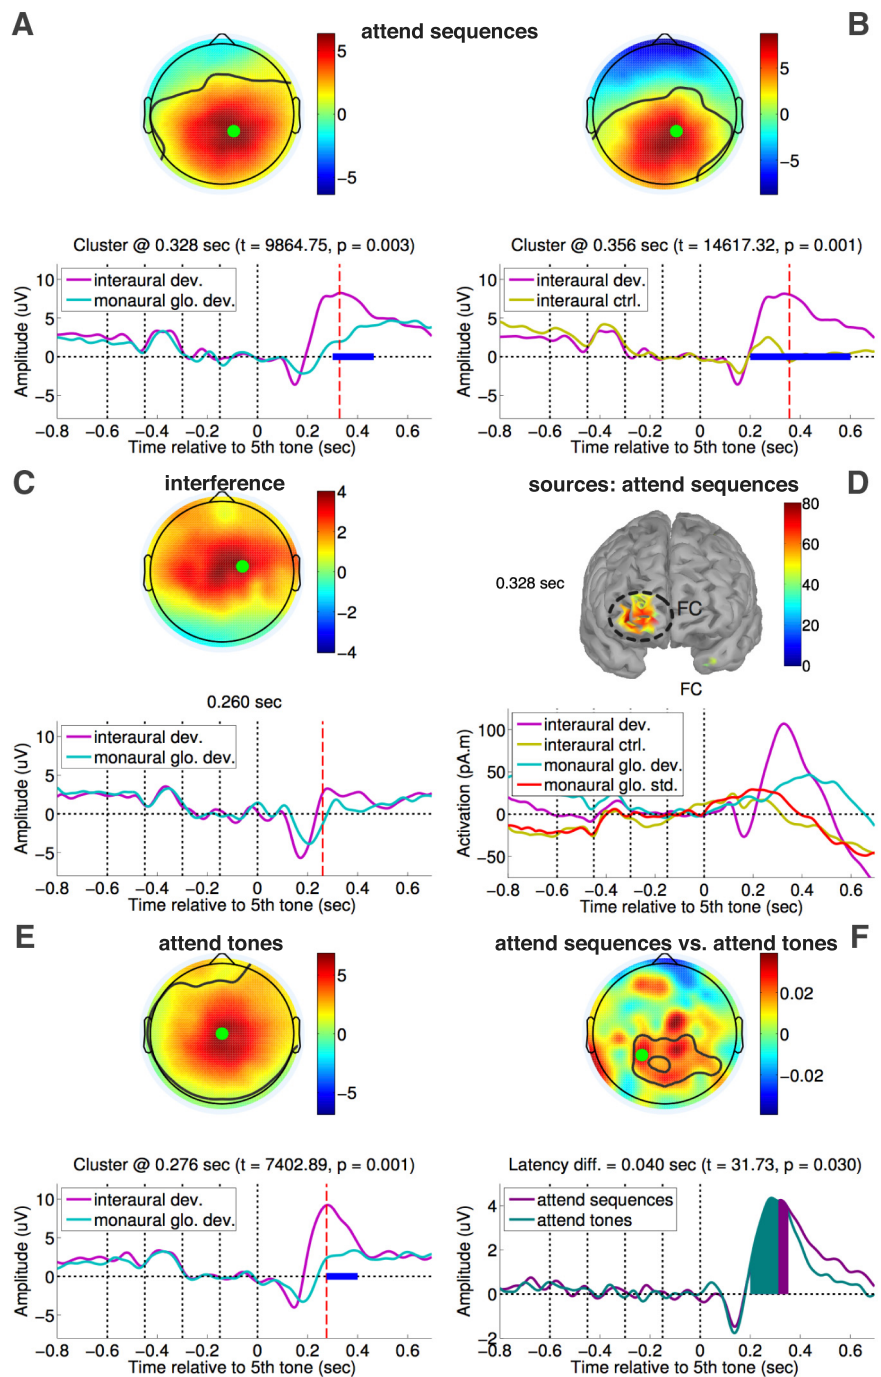 A
attend sequences
B
5
0
−5
5
0
−5
Cluster @ 0.328 sec (t = 9864.75, p = 0.003)
Cluster @ 0.356 sec (t = 14617.32, p = 0.001)
interaural dev.
monaural glo. dev.
interaural dev.
interaural ctrl.
Amplitude (uV)
10
5
0
−5
Amplitude (uV)
10
5
0
−5
−0.8 −0.6 −0.4 −0.2 0 0.2 0.4 0.6
−0.8 −0.6 −0.4 −0.2 0 0.2 0.4 0.6
Time relative to 5th tone (sec)
Time relative to 5th tone (sec)
C
interference
sources: attend sequences
D
4
2
0
−2
−4
0.328 sec
FC
FC
80
60
40
20
0
0.260 sec
interaural dev.
monaural glo. dev.
interaural dev.
interaural ctrl.
monaural glo. dev.
monaural glo. std.
Amplitude (uV)
10
5
0
−5
Activation (pA.m)
100
50
0
−50
−0.8 −0.6 −0.4 −0.2 0 0.2 0.4 0.6
−0.8 −0.6 −0.4 −0.2 0 0.2 0.4 0.6
Time relative to 5th tone (sec)
Time relative to 5th tone (sec)
E
attend tones
attend sequences vs. attend tones
F
5
0
−5
0.02
0
−0.02
Cluster @ 0.276 sec (t = 7402.89, p = 0.001)
Latency diff. = 0.040 sec (t = 31.73, p = 0.030)
interaural dev.
monaural glo. dev.
attend sequences
attend tones
Amplitude (uV)
10
5
0
−5
Amplitude (uV)
4
2
0
−2
−0.8 −0.6 −0.4 −0.2 0 0.2 0.4 0.6
−0.8 −0.6 −0.4 −0.2 0 0.2 0.4 0.6
Time relative to 5th tone (sec)
Time relative to 5th tone (sec)